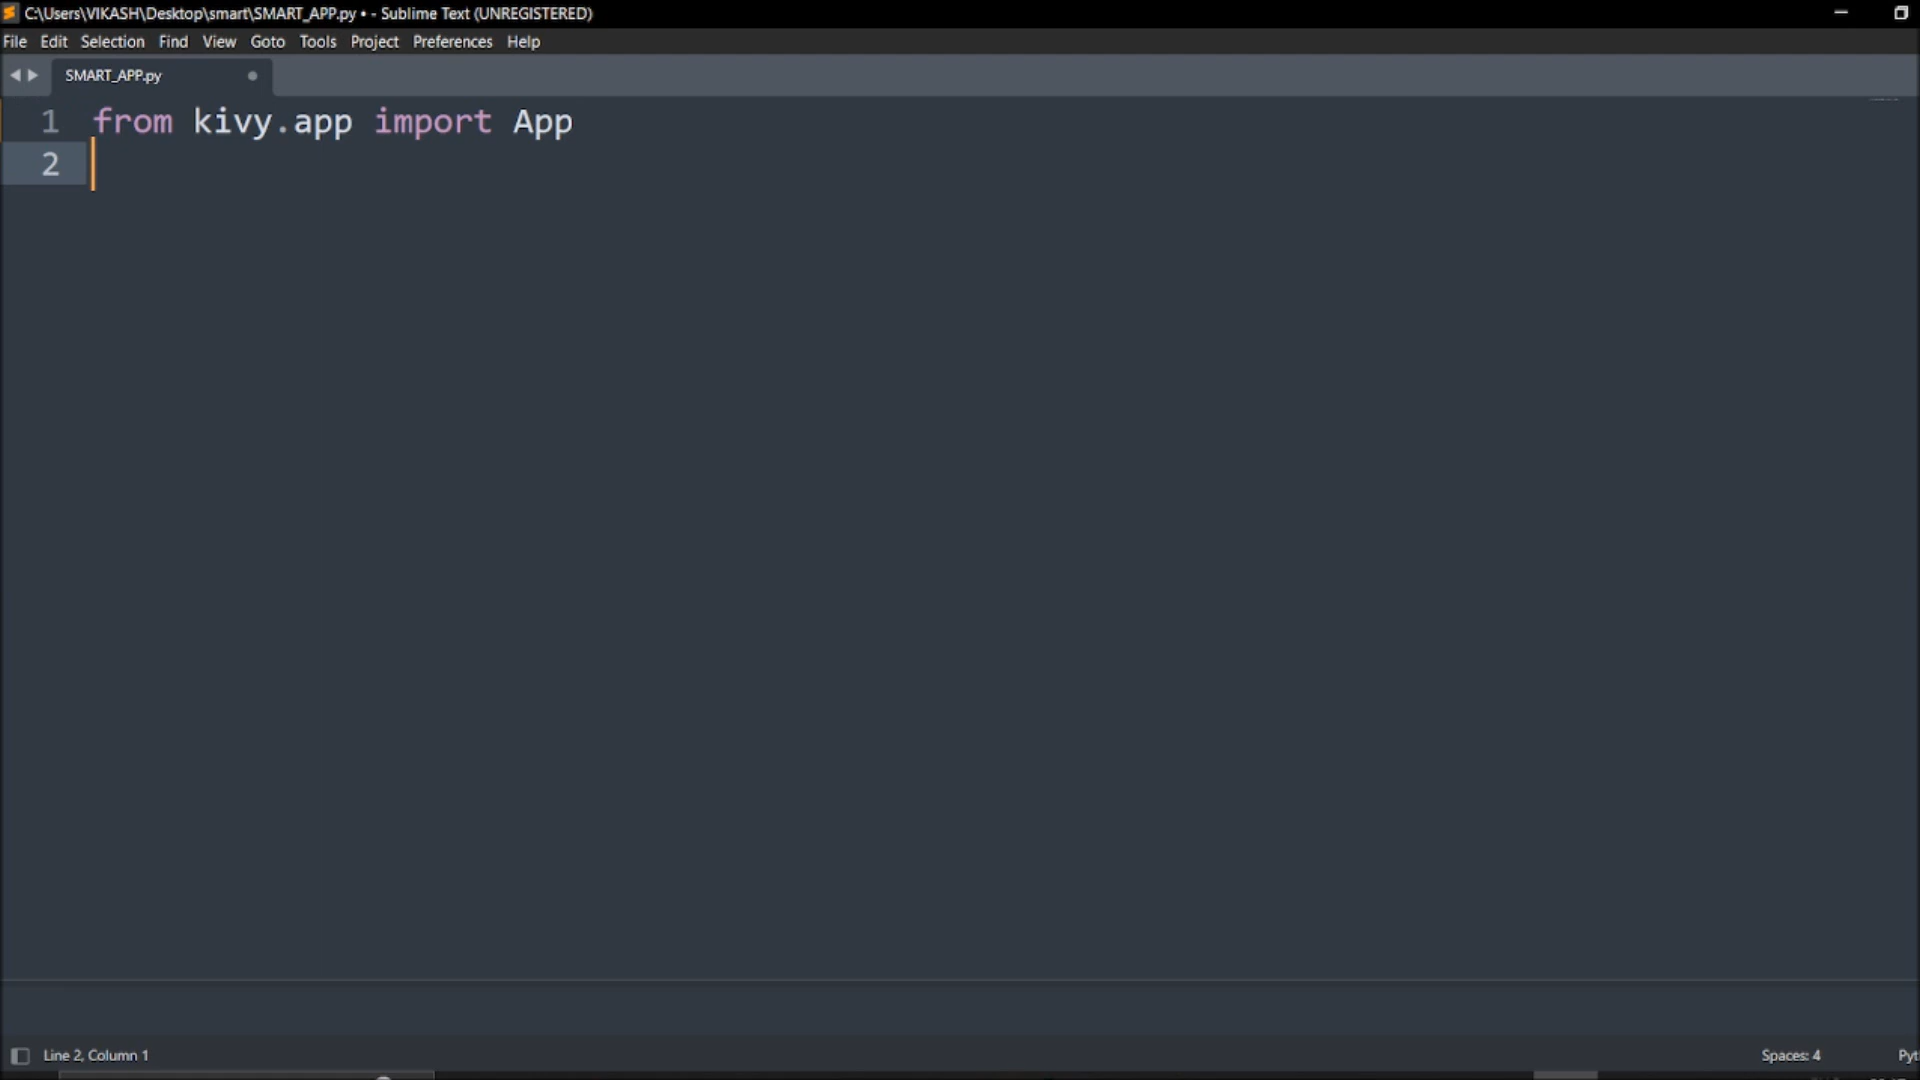 C:\Users\VIKASH\Desktop\smart\SMART_APP.py • - Sublime Text (UNREGISTERED)
File Edit Selection Find View Goto Tools Project Preferences Help
SMART_APP.py
1 from kivy.app import App
2
Line 2, Column 1 Spaces: 4